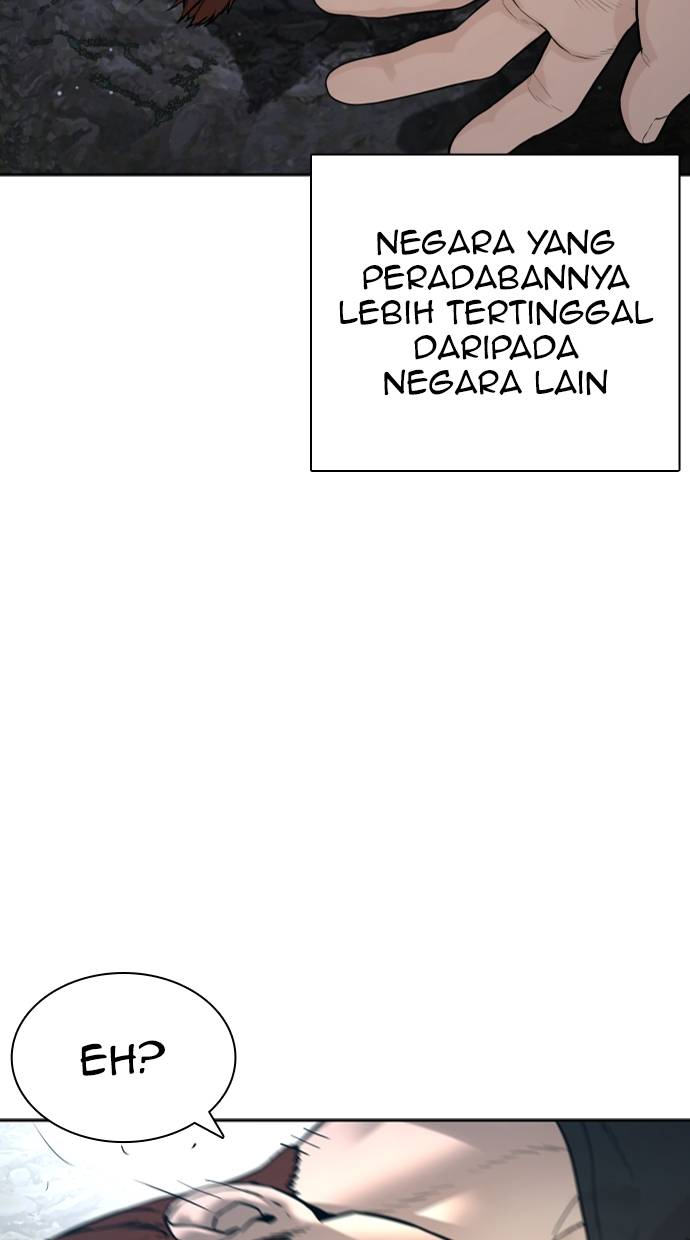 NEGARA YANG
PERADABANNYA
LEBIH TERTINGGAL
DARIPADA
NEGARA LAIN
EH?